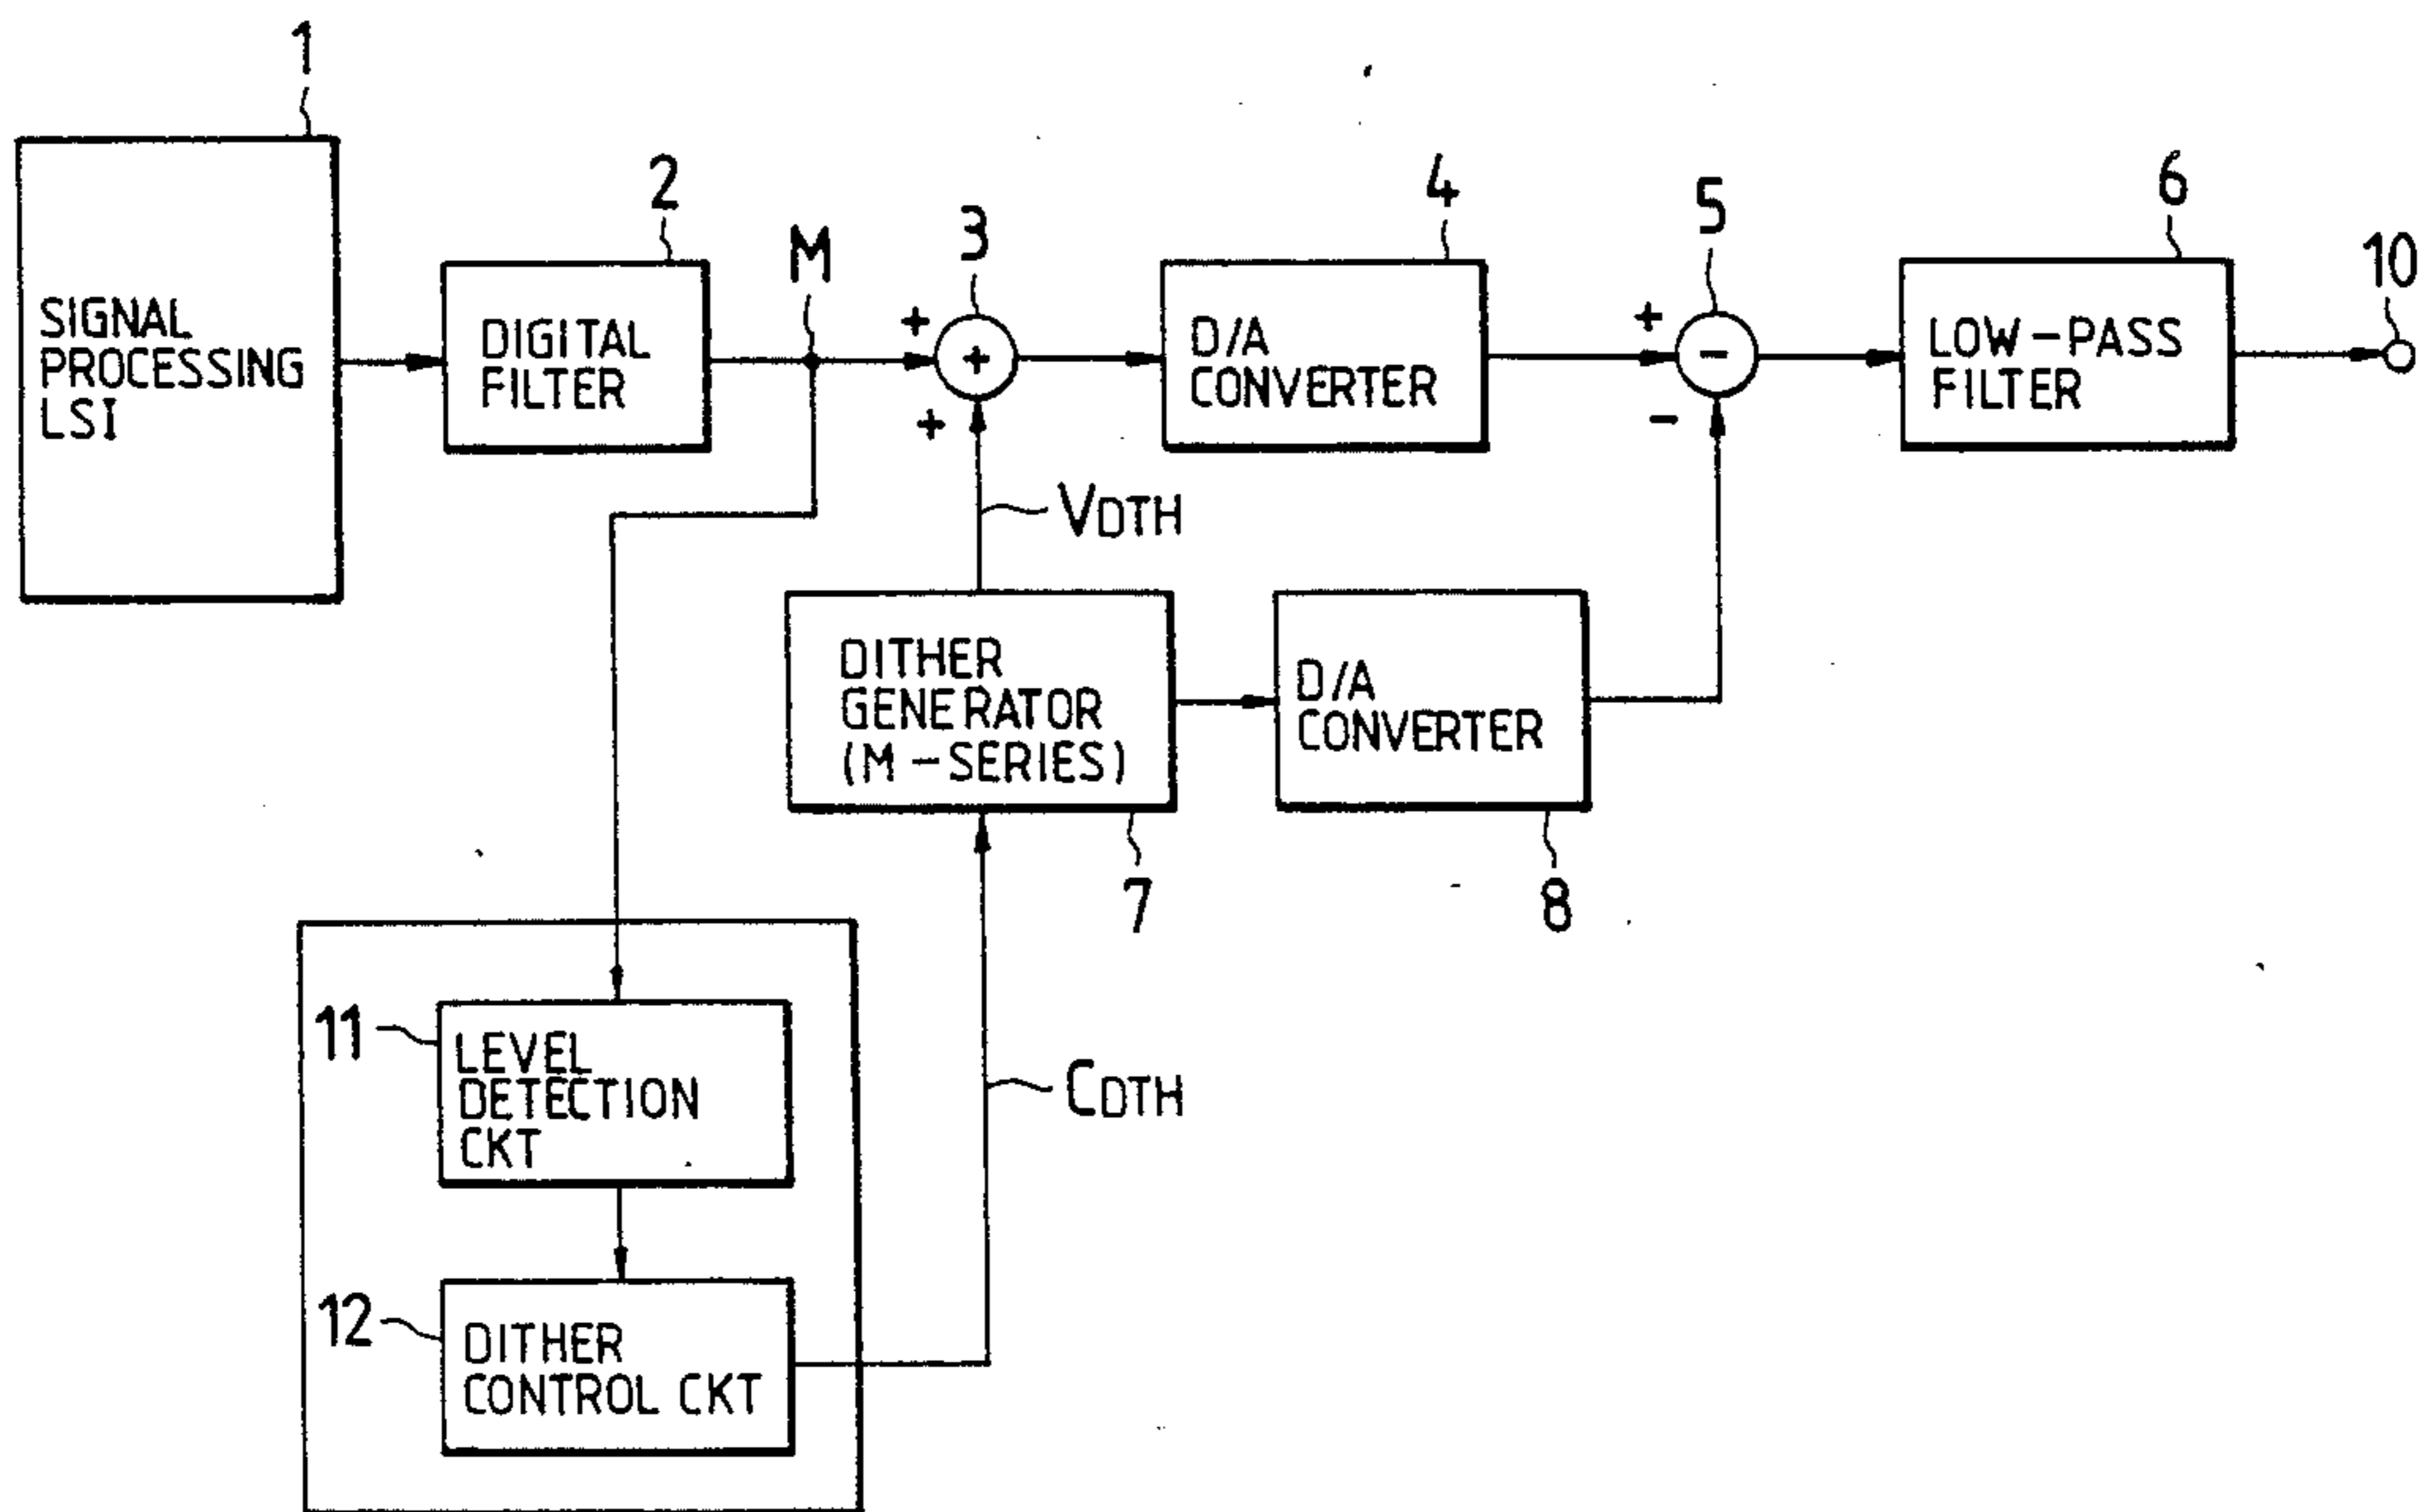 1
SIGNAL
PROCESSING
LSI
2
DIGITAL
FILTER
M
3
+
+
+
4
D/A
CONVERTER
5
+
-
-
6
LOW-PASS
FILTER
10
VDTH
DITHER
GENERATOR
(M-SERIES)
7
D/A
CONVERTER
8
11
LEVEL
DETECTION
CKT
CDTH
12
DITHER
CONTROL CKT